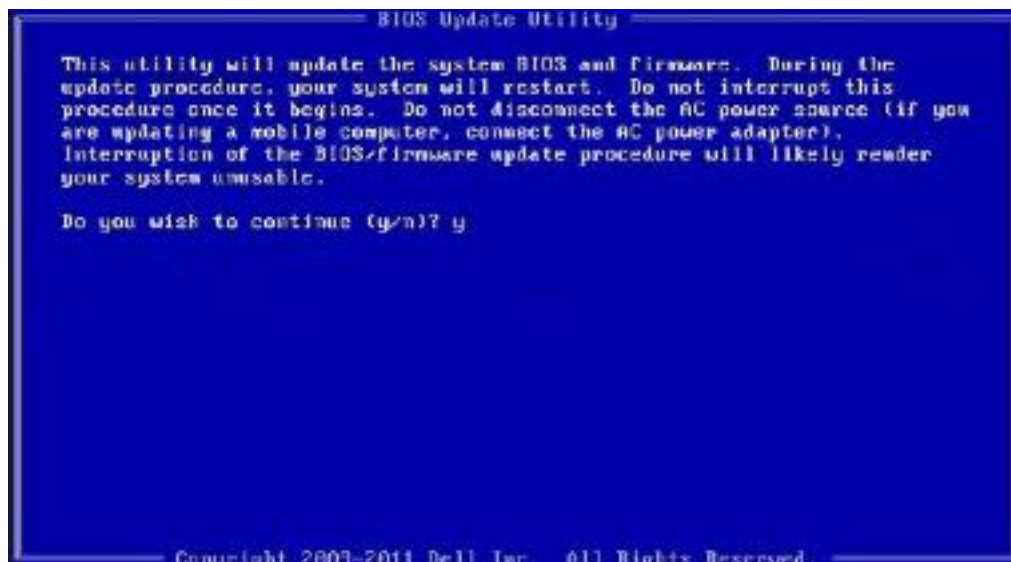 BIOS Update Utility
This utility will update the system BIOS and firmware. During the
update procedure, your system will restart. Do not interrupt this
procedure once it begins. Do not disconnect the AC power source (if you
are updating a mobile computer, connect the AC power adapter).
Interruption of the BIOS/firmware update procedure will likely render
your system unusable.
Do you wish to continue (y/n)? y
Copyright 2003-2011 Dell Inc. All Rights Reserved.